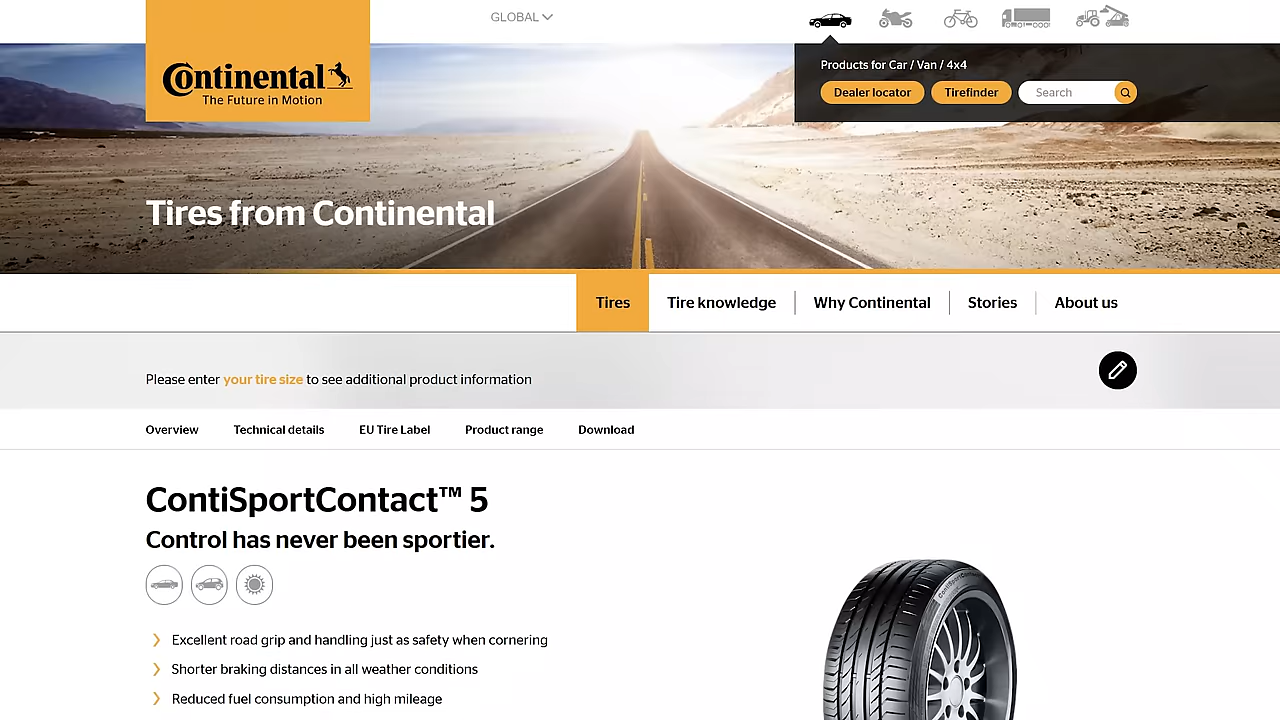 GLOBAL
Continental
The Future in Motion
Products for Car / Van / 4x4
Dealer locator
Tirefinder
Search
Tires from Continental
Tires
Tire knowledge
Why Continental
Stories
About us
Please enter your tire size to see additional product information
Overview
Technical details
EU Tire Label
Product range
Download
ContiSportContact™ 5
Control has never been sportier.
Excellent road grip and handling just as safety when cornering
Shorter braking distances in all weather conditions
Reduced fuel consumption and high mileage